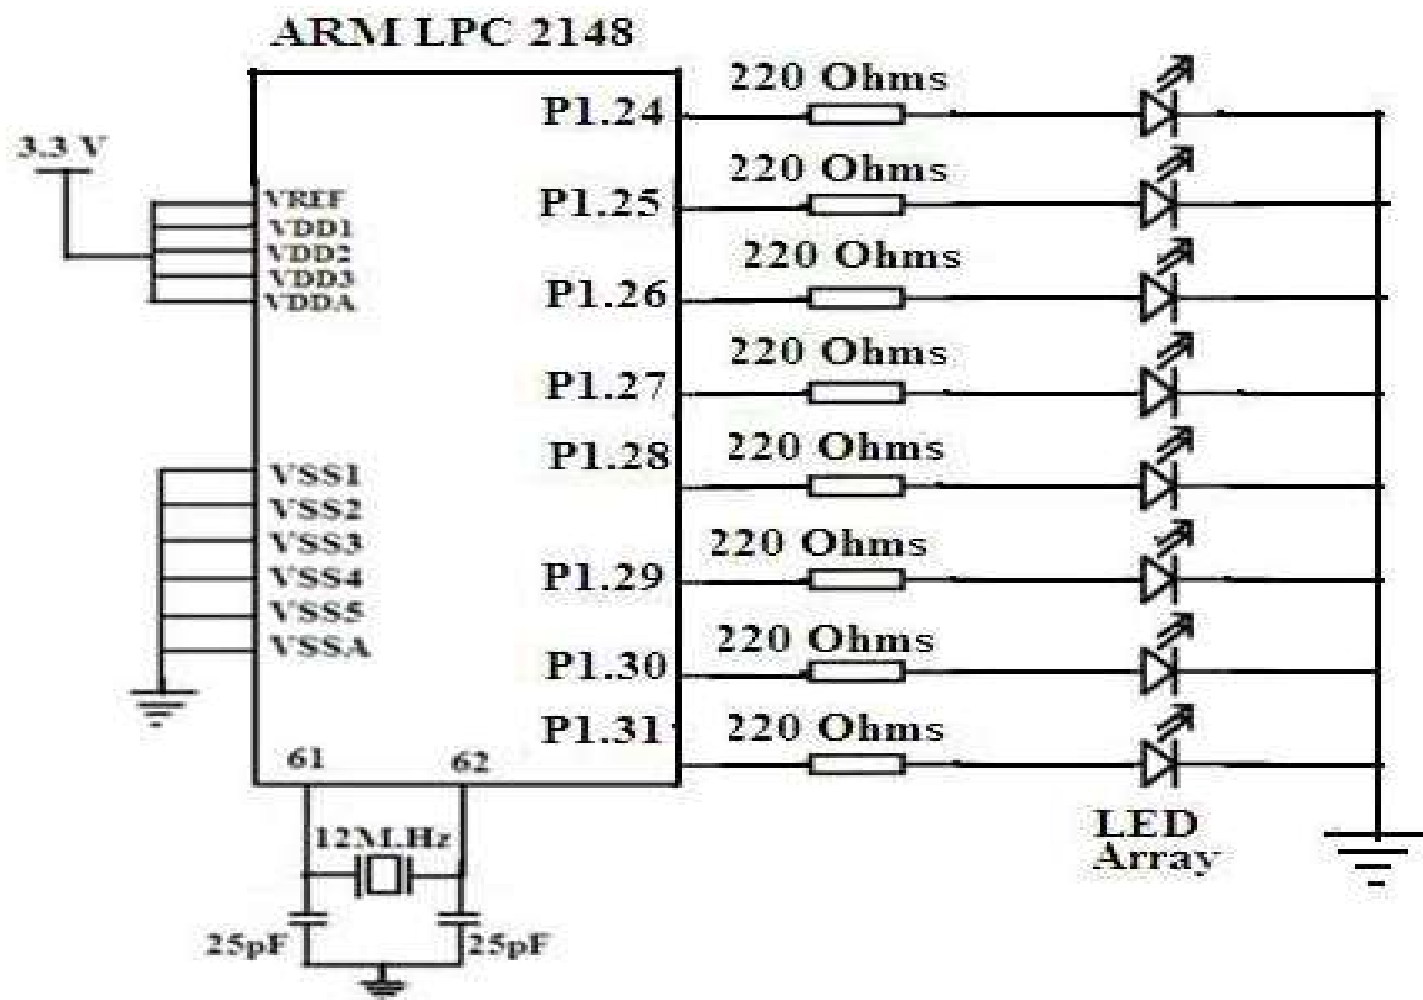 ARM LPC 2148
3.3 V
VREF
VDD1
VDD2
VDD3
VDDA
VSS1
VSS2
VSS3
VSS4
VSS5
VSSA
P1.24
220 Ohms
P1.25
220 Ohms
P1.26
220 Ohms
P1.27
220 Ohms
P1.28
220 Ohms
P1.29
220 Ohms
P1.30
220 Ohms
P1.31
220 Ohms
61
62
12M.Hz
25pF
25pF
LED
Array